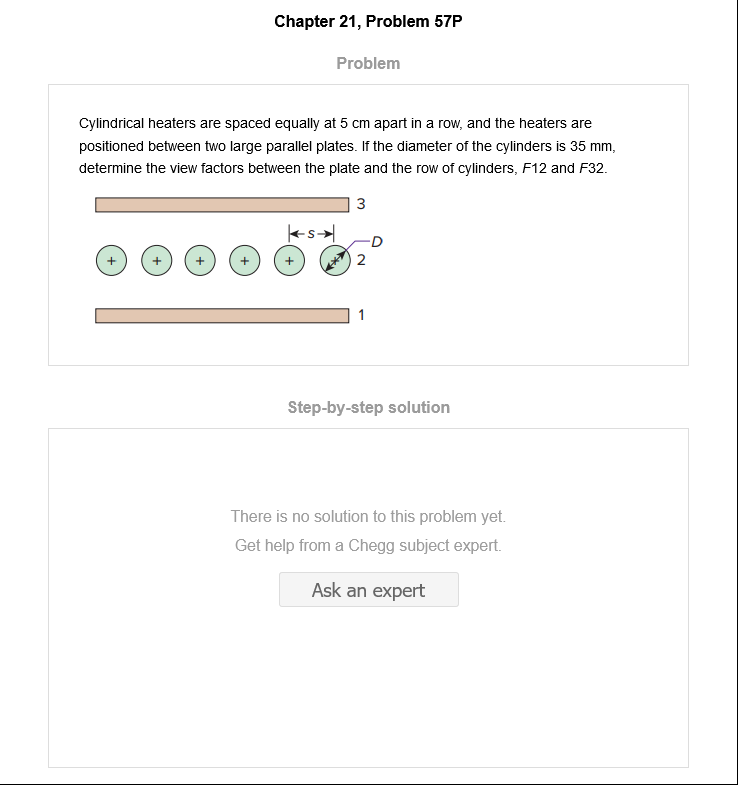 Chapter 21, Problem 57P
Problem
Cylindrical heaters are spaced equally at 5 cm apart in a row, and the heaters are
positioned between two large parallel plates. If the diameter of the cylinders is 35 mm,
determine the view factors between the plate and the row of cylinders, F12 and F32.
3
s
D
+ + + + + +
2
1
Step-by-step solution
There is no solution to this problem yet.
Get help from a Chegg subject expert.
Ask an expert